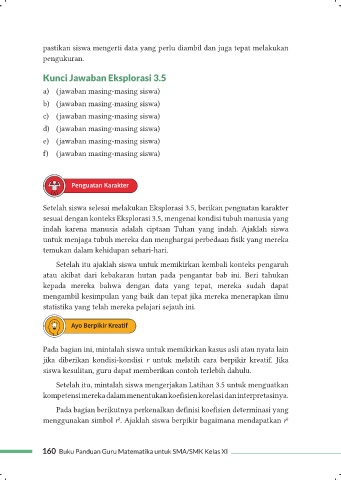 pastikan siswa mengerti data yang perlu diambil dan juga tepat melakukan
pengukuran.
Kunci Jawaban Eksplorasi 3.5
a) (jawaban masing-masing siswa)
b) (jawaban masing-masing siswa)
c) (jawaban masing-masing siswa)
d) (jawaban masing-masing siswa)
e) (jawaban masing-masing siswa)
f) (jawaban masing-masing siswa)
Penguatan Karakter
Setelah siswa selesai melakukan Eksplorasi 3.5, berikan penguatan karakter
sesuai dengan konteks Eksplorasi 3.5, mengenai kondisi tubuh manusia yang
indah karena manusia adalah ciptaan Tuhan yang indah. Ajaklah siswa
untuk menjaga tubuh mereka dan menghargai perbedaan fisik yang mereka
temukan dalam kehidupan sehari-hari.
Setelah itu ajaklah siswa untuk memikirkan kembali konteks pengaruh
atau akibat dari kebakaran hutan pada pengantar bab ini. Beri tahukan
kepada mereka bahwa dengan data yang tepat, mereka sudah dapat
mengambil kesimpulan yang baik dan tepat jika mereka menerapkan ilmu
statistika yang telah mereka pelajari sejauh ini.
Ayo Berpikir Kreatif
Pada bagian ini, mintalah siswa untuk memikirkan kasus asli atau nyata lain
jika diberikan kondisi-kondisi r untuk melatih cara berpikir kreatif. Jika
siswa kesulitan, guru dapat memberikan contoh terlebih dahulu.
Setelah itu, mintalah siswa mengerjakan Latihan 3.5 untuk menguatkan
kompetensi mereka dalam menentukan koefisien korelasi dan interpretasinya.
Pada bagian berikutnya perkenalkan definisi koefisien determinasi yang
menggunakan simbol r². Ajaklah siswa berpikir bagaimana mendapatkan r²
160 Buku Panduan Guru Matematika untuk SMA/SMK Kelas XI